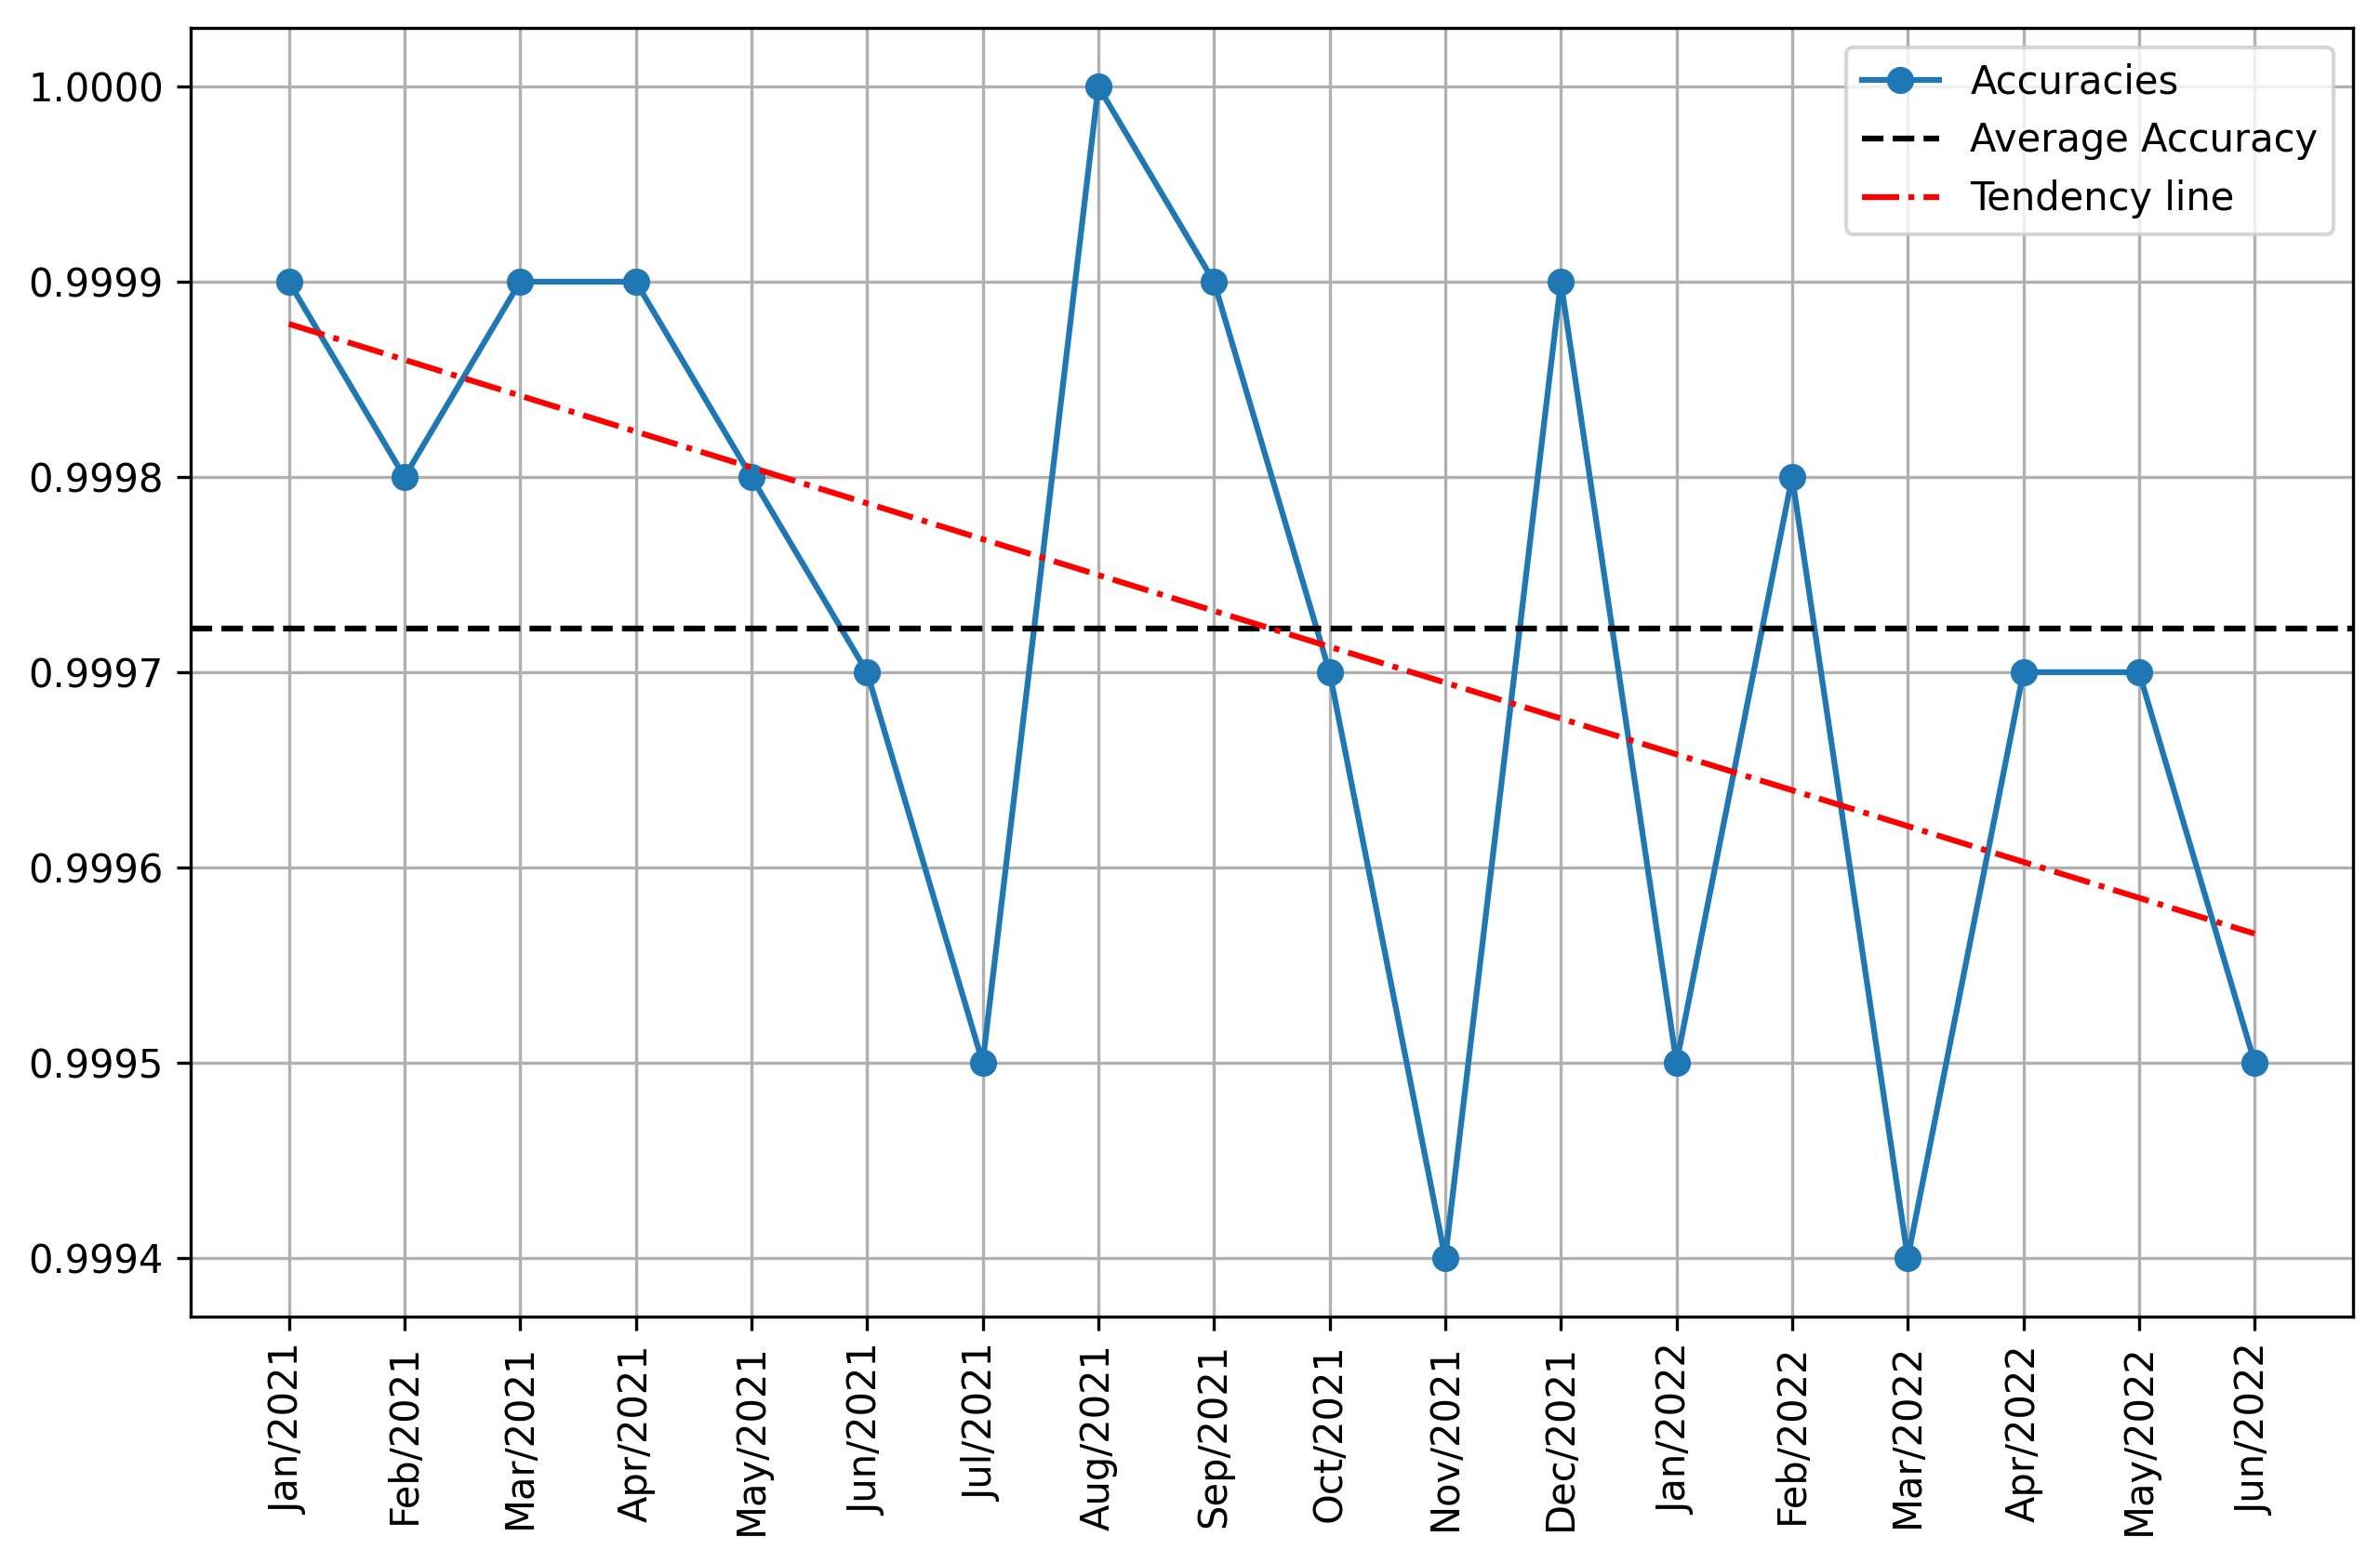 1.0000
0.9999
0.9998
0.9997
0.9996
0.9995
0.9994
Accuracies
Average Accuracy
Tendency line
Jan/2021
Feb/2021
Mar/2021
Apr/2021
May/2021
Jun/2021
Jul/2021
Aug/2021
Sep/2021
Oct/2021
Nov/2021
Dec/2021
Jan/2022
Feb/2022
Mar/2022
Apr/2022
May/2022
Jun/2022